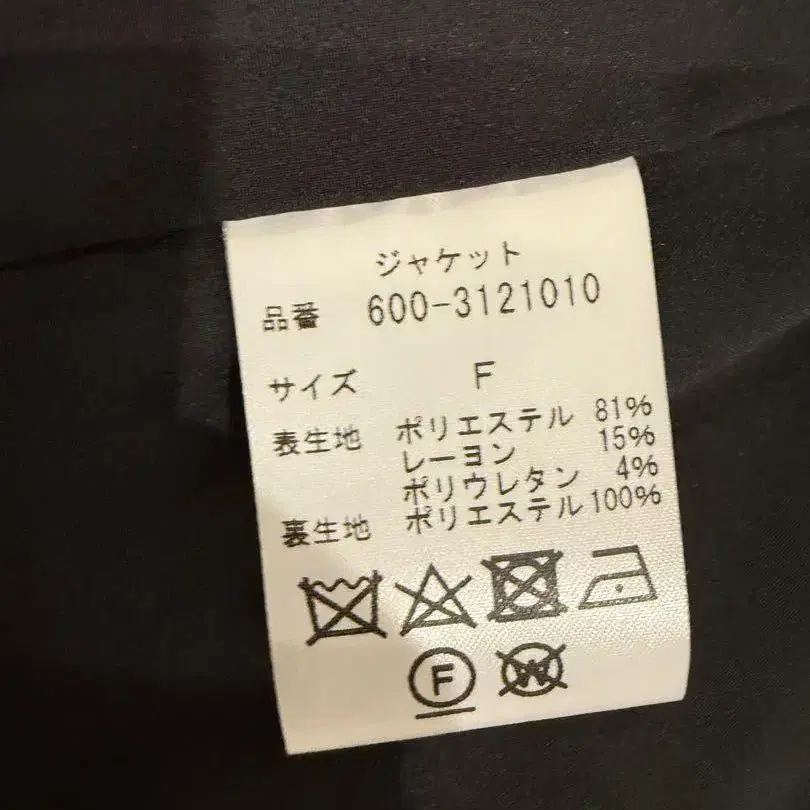 ジャケット
品番 600-3121010
サイズ F
表生地 ポリエステル 81%
レーヨン 15%
ポリウレタン 4%
裏生地 ポリエステル 100%
F W